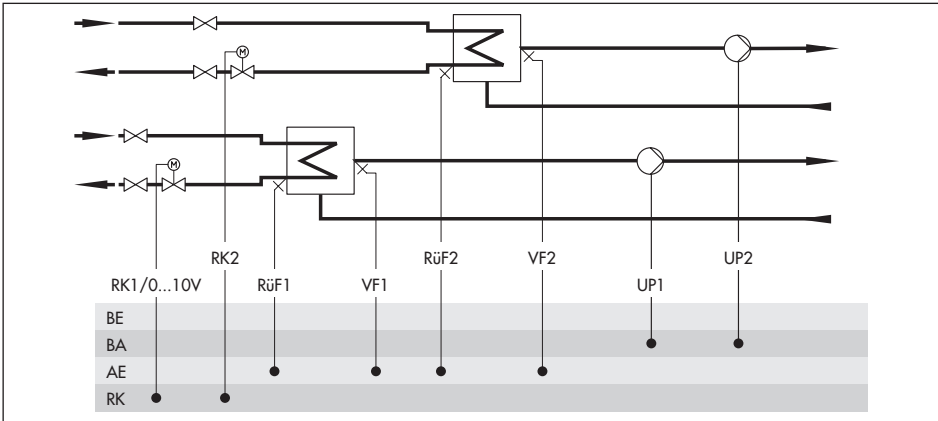 M
M
RK2 RüF2 VF2 UP2
RK1/0...10V RüF1 VF1 UP1
BE
BA
AE
RK